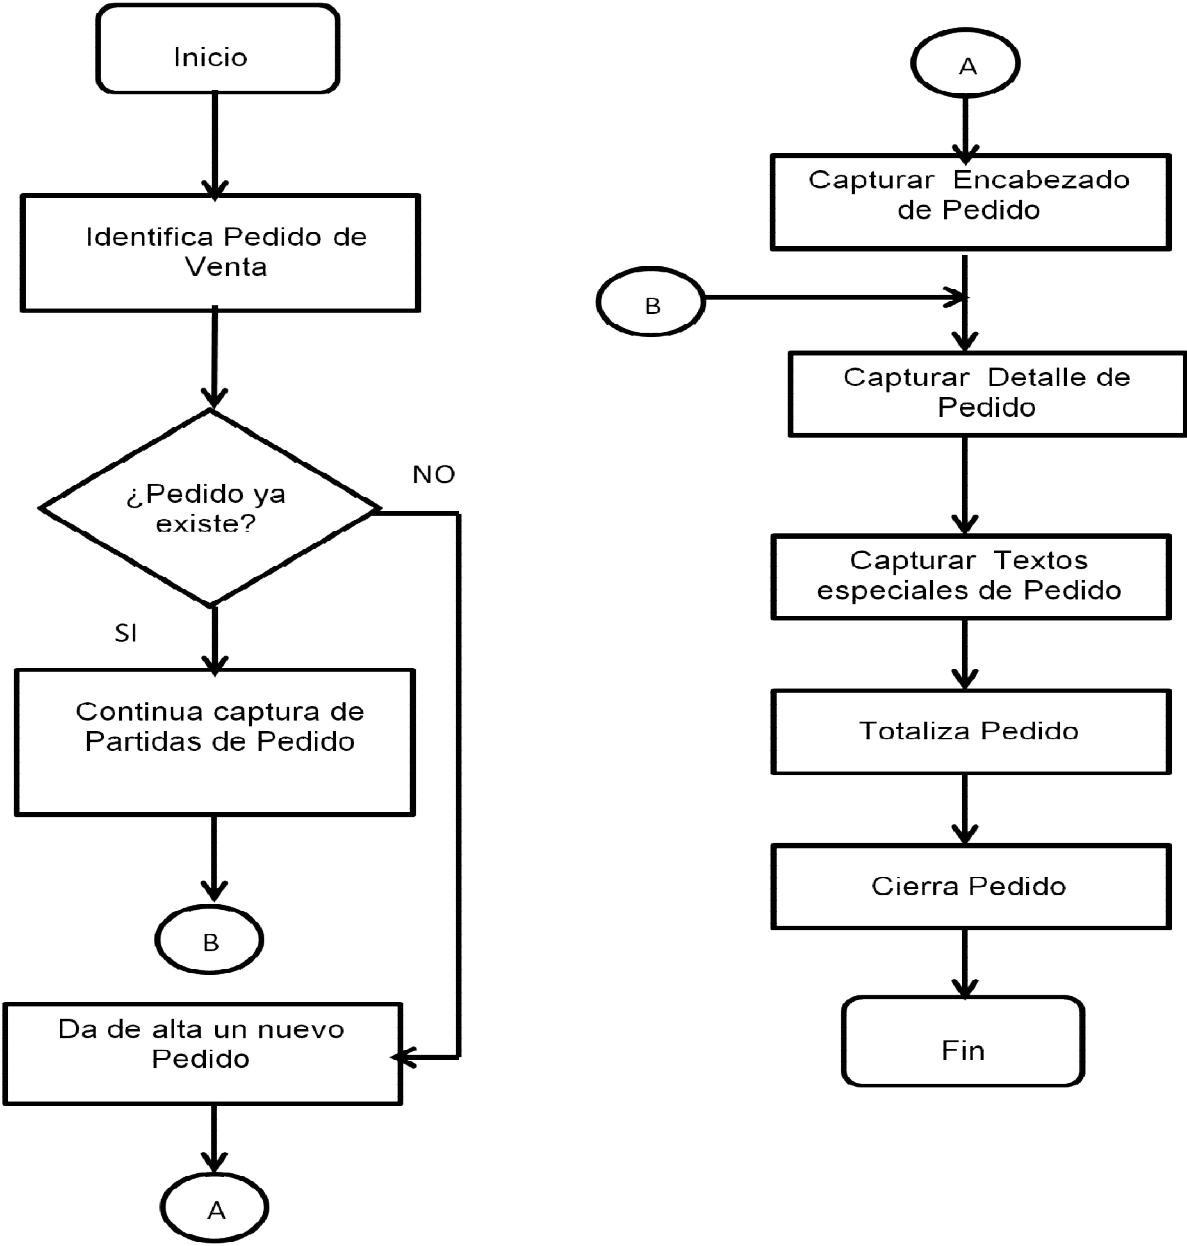 Inicio
Identifica Pedido de
Venta
¿Pedido ya
existe?
NO
SI
Continua captura de
Partidas de Pedido
B
Da de alta un nuevo
Pedido
A
A
Capturar Encabezado
de Pedido
B
Capturar Detalle de
Pedido
Capturar Textos
especiales de Pedido
Totaliza Pedido
Cierra Pedido
Fin